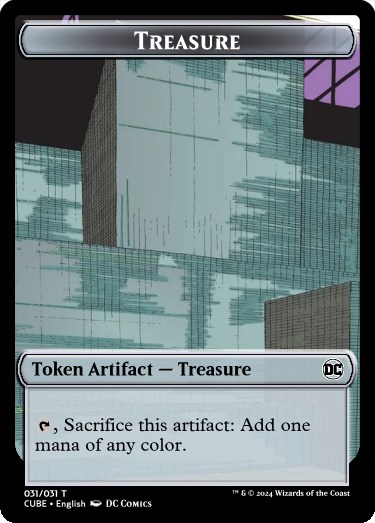 TREASURE
Token Artifact — Treasure
DC
, Sacrifice this artifact: Add one
mana of any color.
031/031 T
CUBE • English DC COMICS
™ & © 2024 Wizards of the Coast